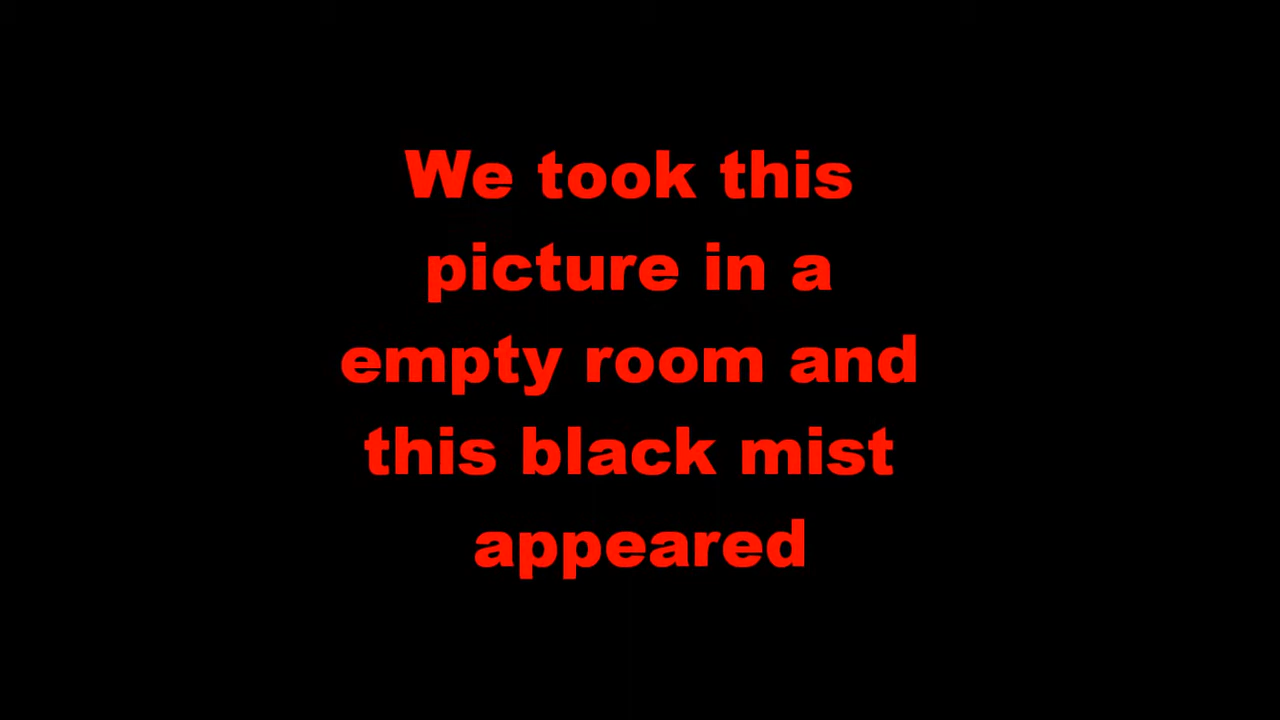 We took this
picture in a
empty room and
this black mist
appeared